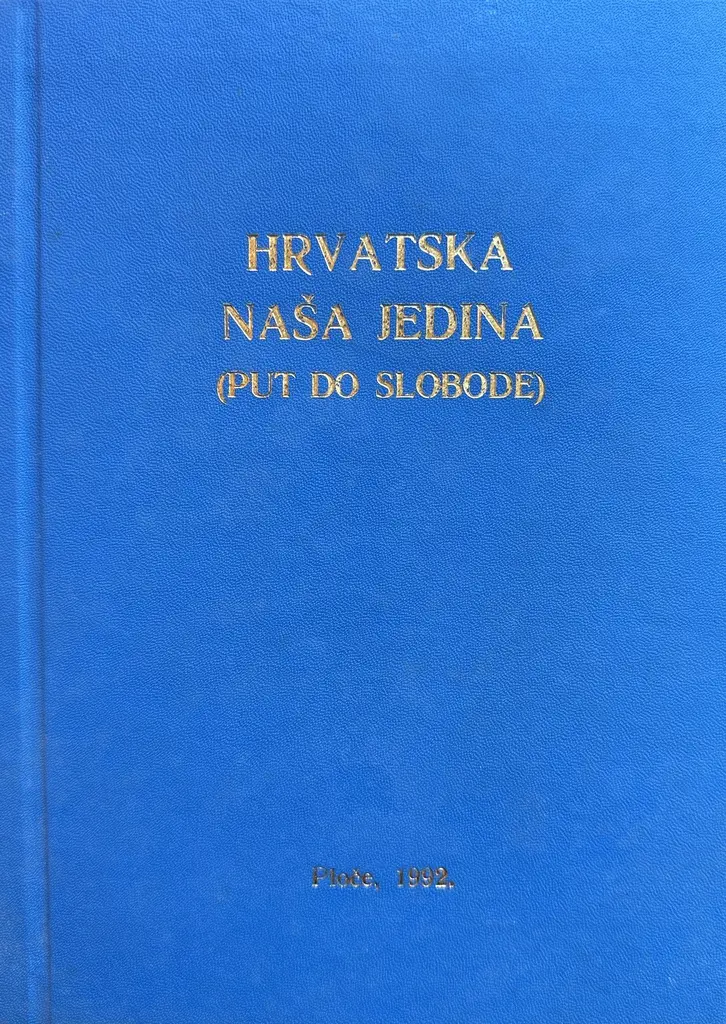 HRVATSKA
NAŠA JEDINA
(PUT DO SLOBODE)
Ploče, 1992.